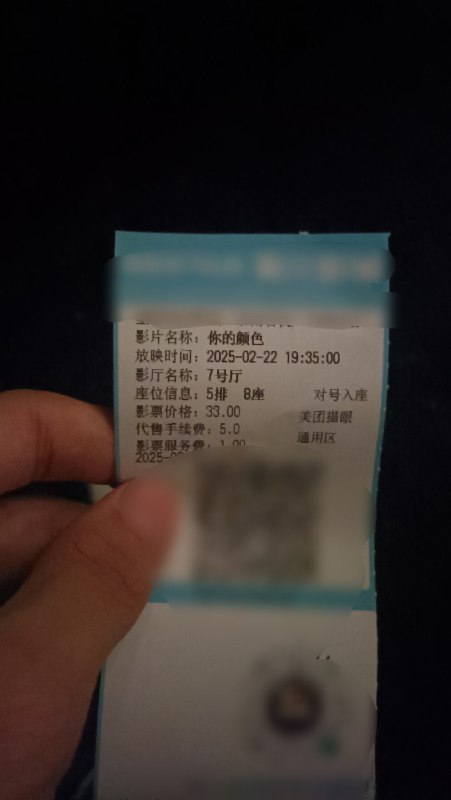 影片名称：你的颜色
放映时间：2025-02-22 19:35:00
影厅名称：7号厅
座位信息：5排 8座 对号入座
影票价格：33.00 美团猫眼
代售手续费：5.0 通用区
影票服务费：1.00
2025-0